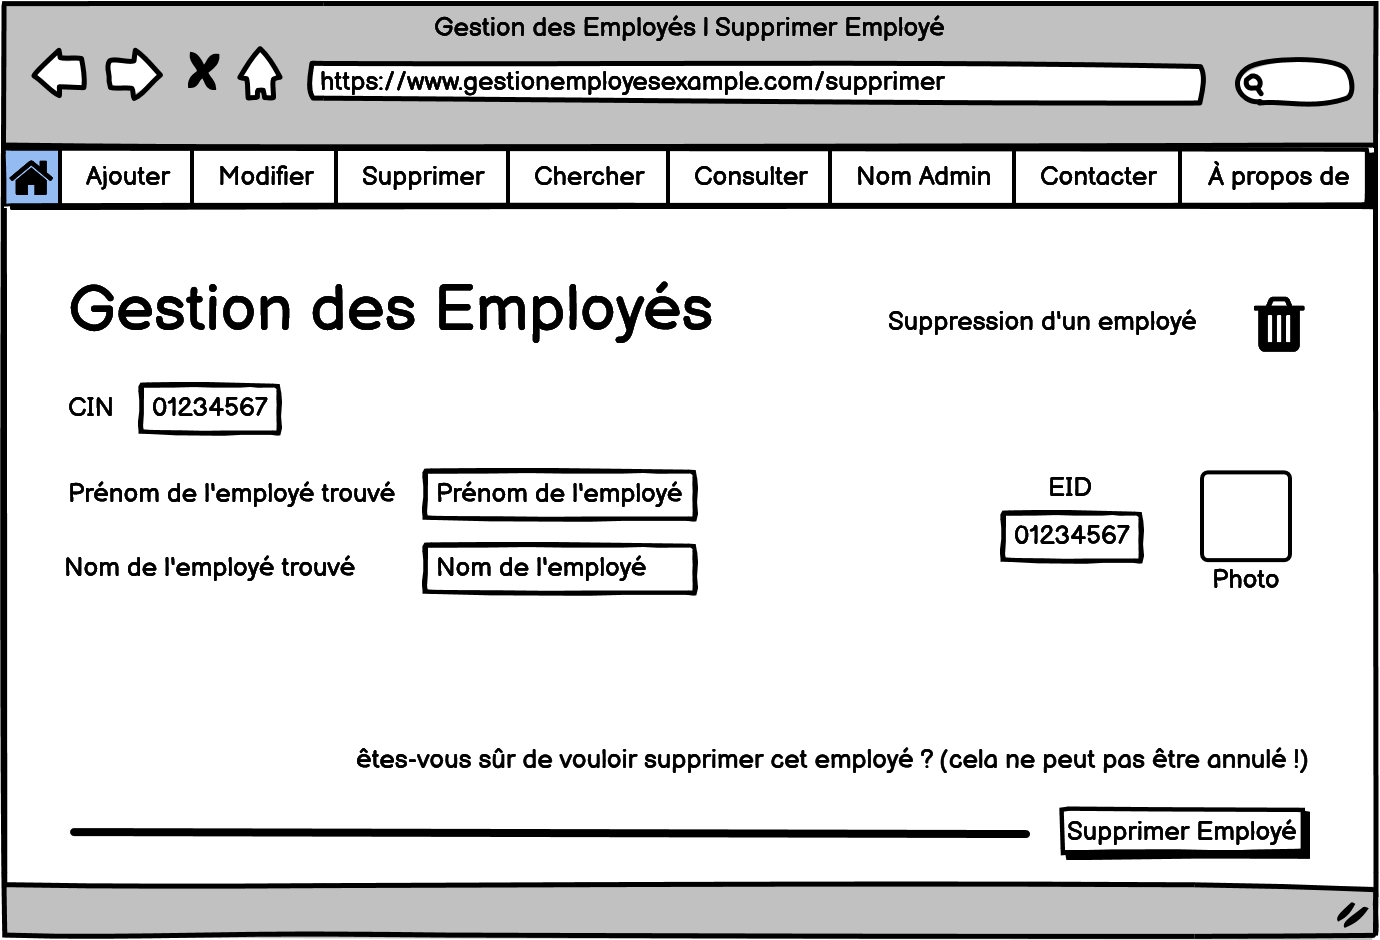 Gestion des Employés | Supprimer Employé
https://www.gestionemployesexample.com/supprimer
Ajouter Modifier Supprimer Chercher Consulter Nom Admin Contacter À propos de
Gestion des Employés
Suppression d'un employé
CIN 01234567
Prénom de l'employé trouvé Prénom de l'employé
Nom de l'employé trouvé Nom de l'employé
EID
01234567
Photo
êtes-vous sûr de vouloir supprimer cet employé ? (cela ne peut pas être annulé !)
Supprimer Employé